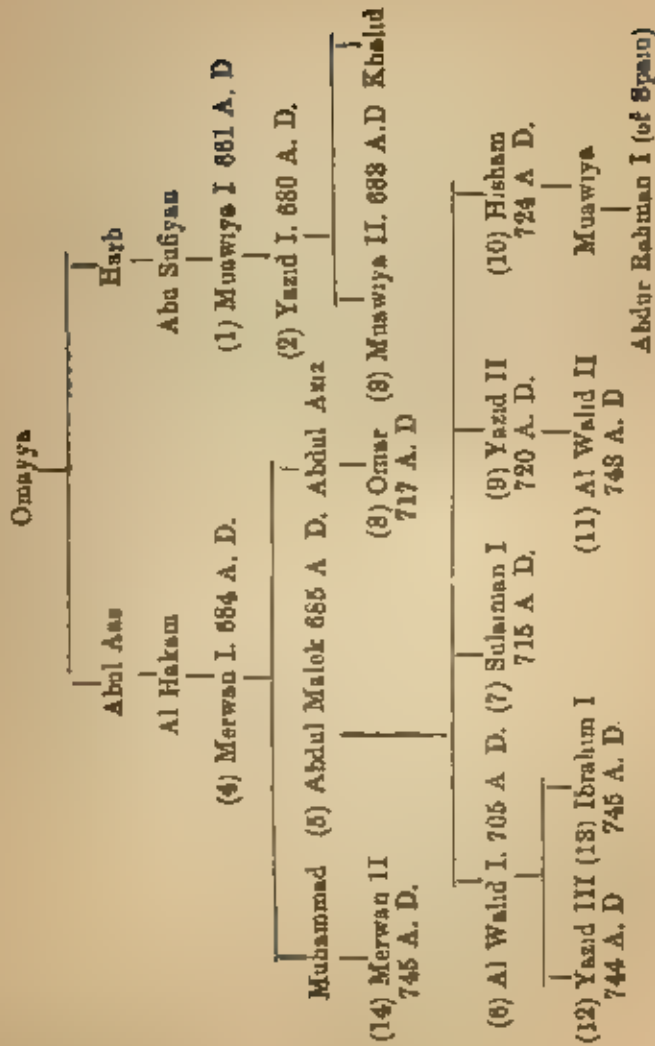 Omayya
Abul Aas Harb
Al Hakam Abu Sufiyan
(4) Merwan I. 684 A. D. (1) Muawiya I 661 A. D
(2) Yazid I. 680 A. D.
Muhammad (5) Abdul Malek 685 A D. Abdul Aziz
(14) Merwan II (8) Omar (3) Muawiya II. 683 A.D Khalid
745 A. D. 717 A. D
(6) Al Walid I. 705 A D. (7) Sulaiman I (9) Yazid II (10) Hisham
715 A D. 720 A. D. 724 A D.
(12) Yazid III (13) Ibrahim I (11) Al Walid II Muawiya
744 A. D 745 A. D. 743 A. D
Abdur Rahman I (of Spain)